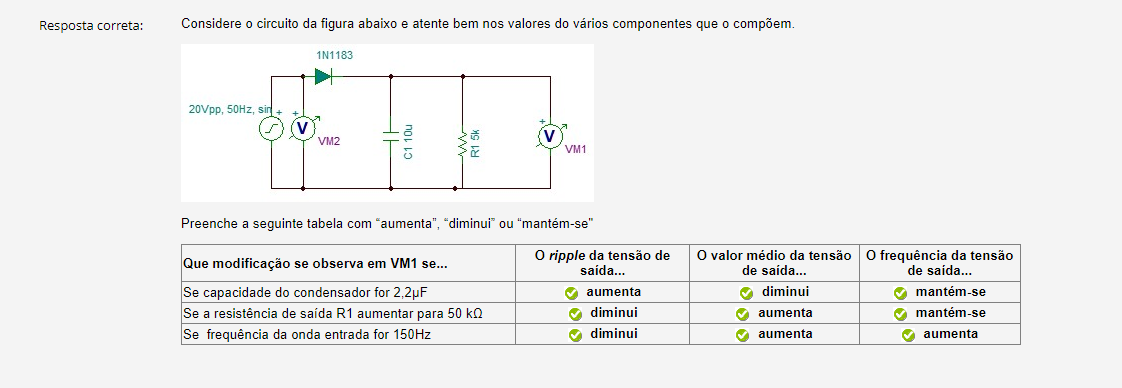 Resposta correta:
Considere o circuito da figura abaixo e atente bem nos valores do vários componentes que o compõem.
1N1183
20Vpp, 50Hz, sin
+
+
V
VM2
C1 10u
R1 5k
+
V
VM1
Preenche a seguinte tabela com “aumenta”, “diminui” ou “mantém-se"
Que modificação se observa em VM1 se...
O ripple da tensão de saída...
O valor médio da tensão de saída...
O frequência da tensão de saída...
Se capacidade do condensador for 2,2µF
aumenta
diminui
mantém-se
Se a resistência de saída R1 aumentar para 50 kΩ
diminui
aumenta
mantém-se
Se frequência da onda entrada for 150Hz
diminui
aumenta
aumenta